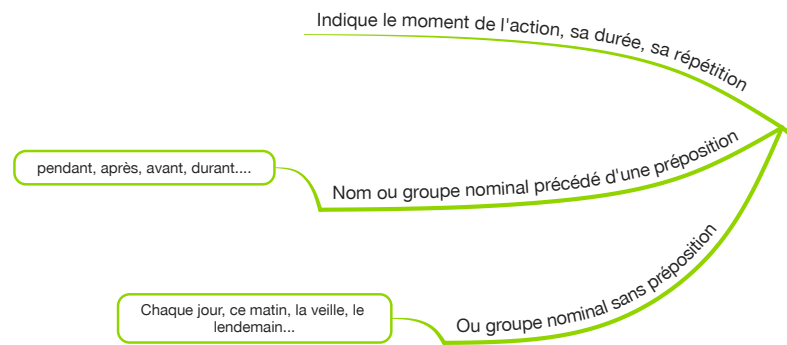 Indique le moment de l'action, sa durée, sa répétition
pendant, après, avant, durant....
Nom ou groupe nominal précédé d'une préposition
Chaque jour, ce matin, la veille, le
lendemain...
Ou groupe nominal sans préposition